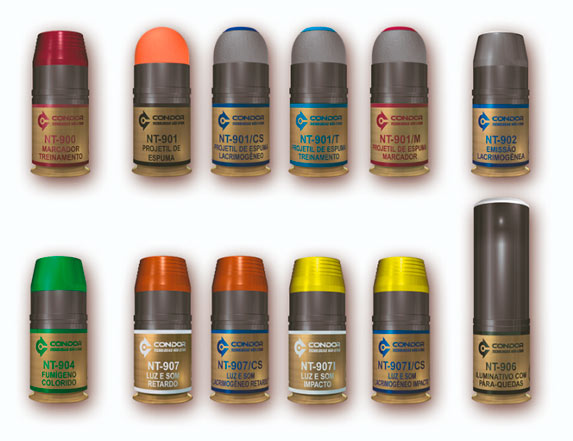 CONDOR
NT-900
MARCADOR
TREINAMENTO
CONDOR
NT-901
PROJETIL DE
ESPUMA
CONDOR
NT-901/CS
PROJETIL DE ESPUMA
LACRIMOGÊNEO
CONDOR
NT-901/T
PROJETIL DE ESPUMA
TREINAMENTO
CONDOR
NT-901/M
PROJETIL DE ESPUMA
MARCADOR
CONDOR
NT-902
EMISSÃO
LACRIMOGÊNEA
CONDOR
NT-904
FUMÍGENO
COLORIDO
CONDOR
NT-907
LUZ E SOM
RETARDO
CONDOR
NT-907/CS
LUZ E SOM
LACRIMOGÊNEO RETARDO
CONDOR
NT-907I
LUZ E SOM
IMPACTO
CONDOR
NT-907I/CS
LUZ E SOM
LACRIMOGÊNEO IMPACTO
CONDOR
NT-906
ILUMINATIVO COM
PÁRA-QUEDAS